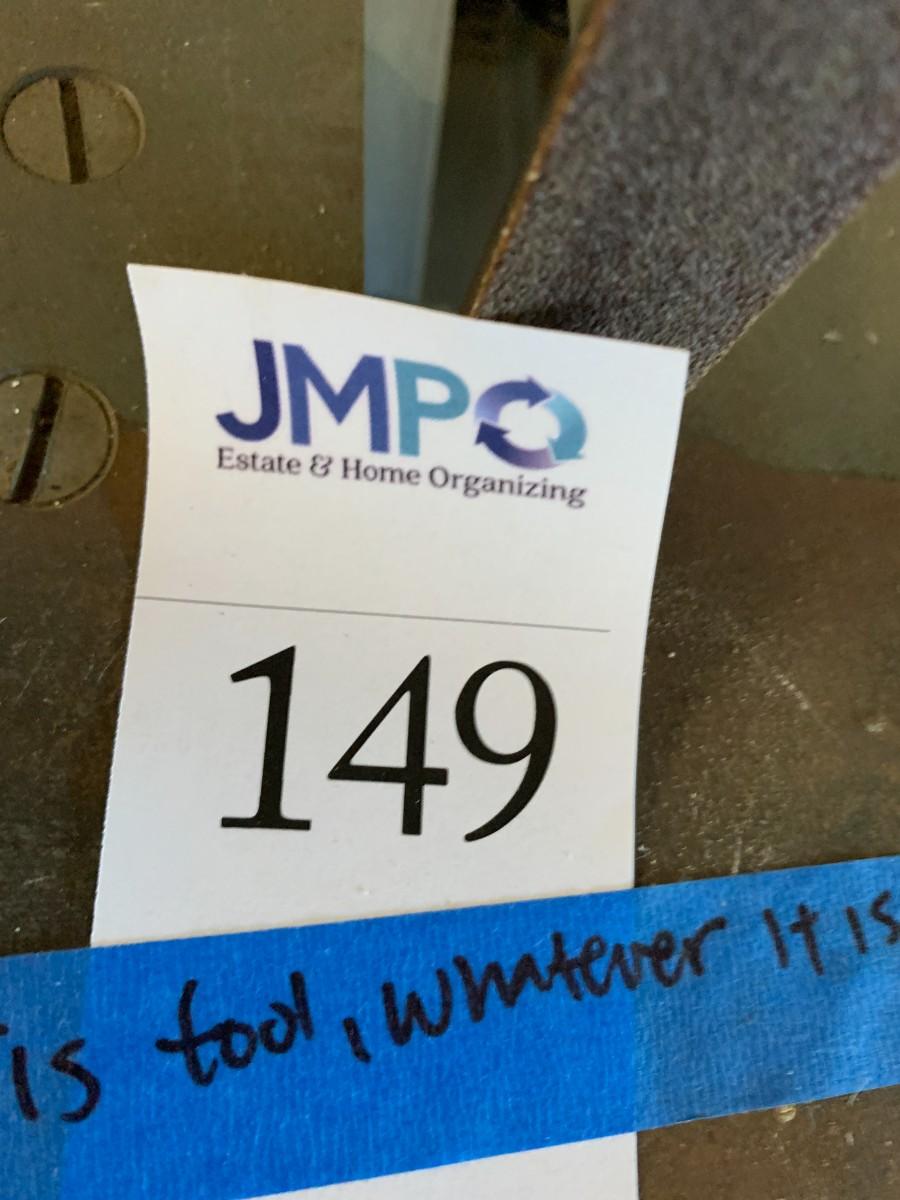 JMPO
Estate & Home Organizing
149
is tool, whatever it is